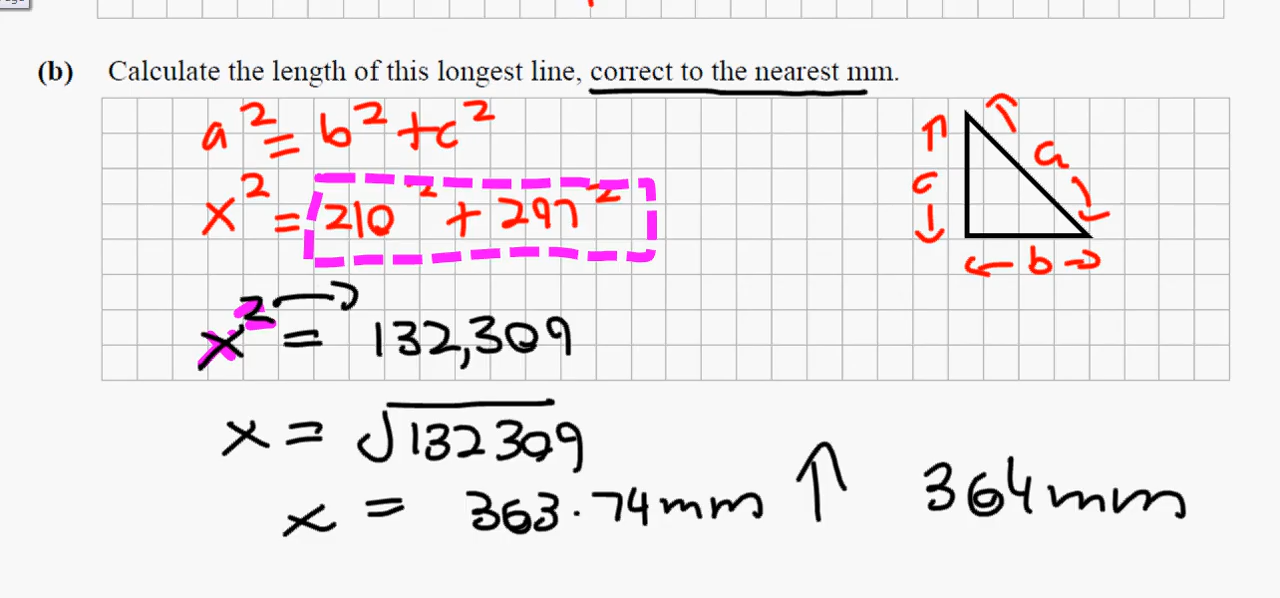 (b) Calculate the length of this longest line, correct to the nearest mm.
a² = b² + c²
x² = 210² + 297²
x² = 132,309
x = √132309
x = 363.74mm ↑ 364mm
c
a
b